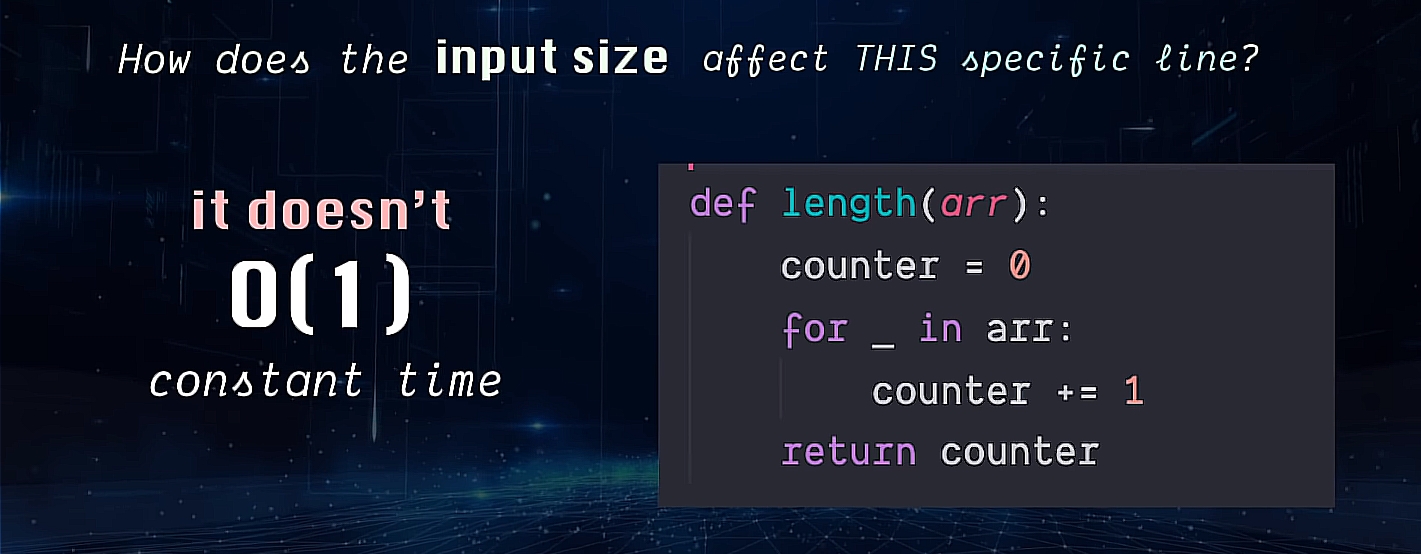 How does the input size affect THIS specific line?
it doesn't
O(1)
constant time
def length(arr):
    counter = 0
    for _ in arr:
        counter += 1
    return counter